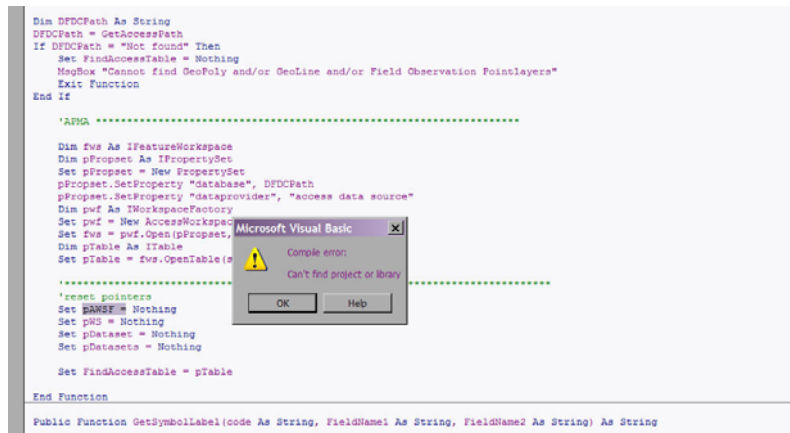 Dim DFDCPath As String
DFDCPath = GetAccessPath
If DFDCPath = "Not found" Then
Set FindAccessTable = Nothing
MsgBox "Cannot find GeoPoly and/or GeoLine and/or Field Observation Pointlayers"
Exit Function
End If
'APMA **********************************************************************
Dim fws As IFeatureWorkspace
Dim pPropset As IPropertySet
Set pPropset = New PropertySet
pPropset.SetProperty "database", DFDCPath
pPropset.SetProperty "dataprovider", "access data source"
Dim pwf As IWorkspaceFactory
Set pwf = New AccessWorkspac
Set fws = pwf.Open(pPropset,
Dim pTable As ITable
Set pTable = fws.OpenTable(s
Microsoft Visual Basic
Compile error:
Can't find project or library
OK Help
'***************************************************************************
'reset pointers
Set pAWSF = Nothing
Set pWS = Nothing
Set pDataset = Nothing
Set pDatasets = Nothing
Set FindAccessTable = pTable
End Function
Public Function GetSymbolLabel(code As String, FieldName1 As String, FieldName2 As String) As String